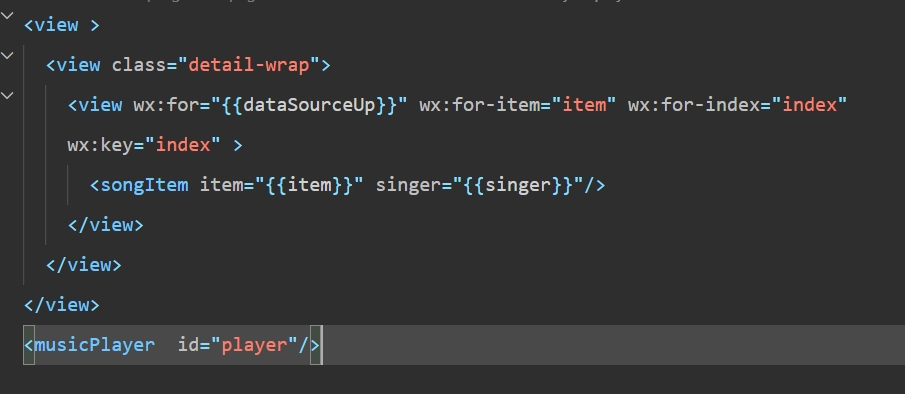 <view >
<view class="detail-wrap">
<view wx:for="{{dataSourceUp}}" wx:for-item="item" wx:for-index="index"
wx:key="index" >
<songItem item="{{item}}" singer="{{singer}}"/>
</view>
</view>
</view>
<musicPlayer  id="player"/>